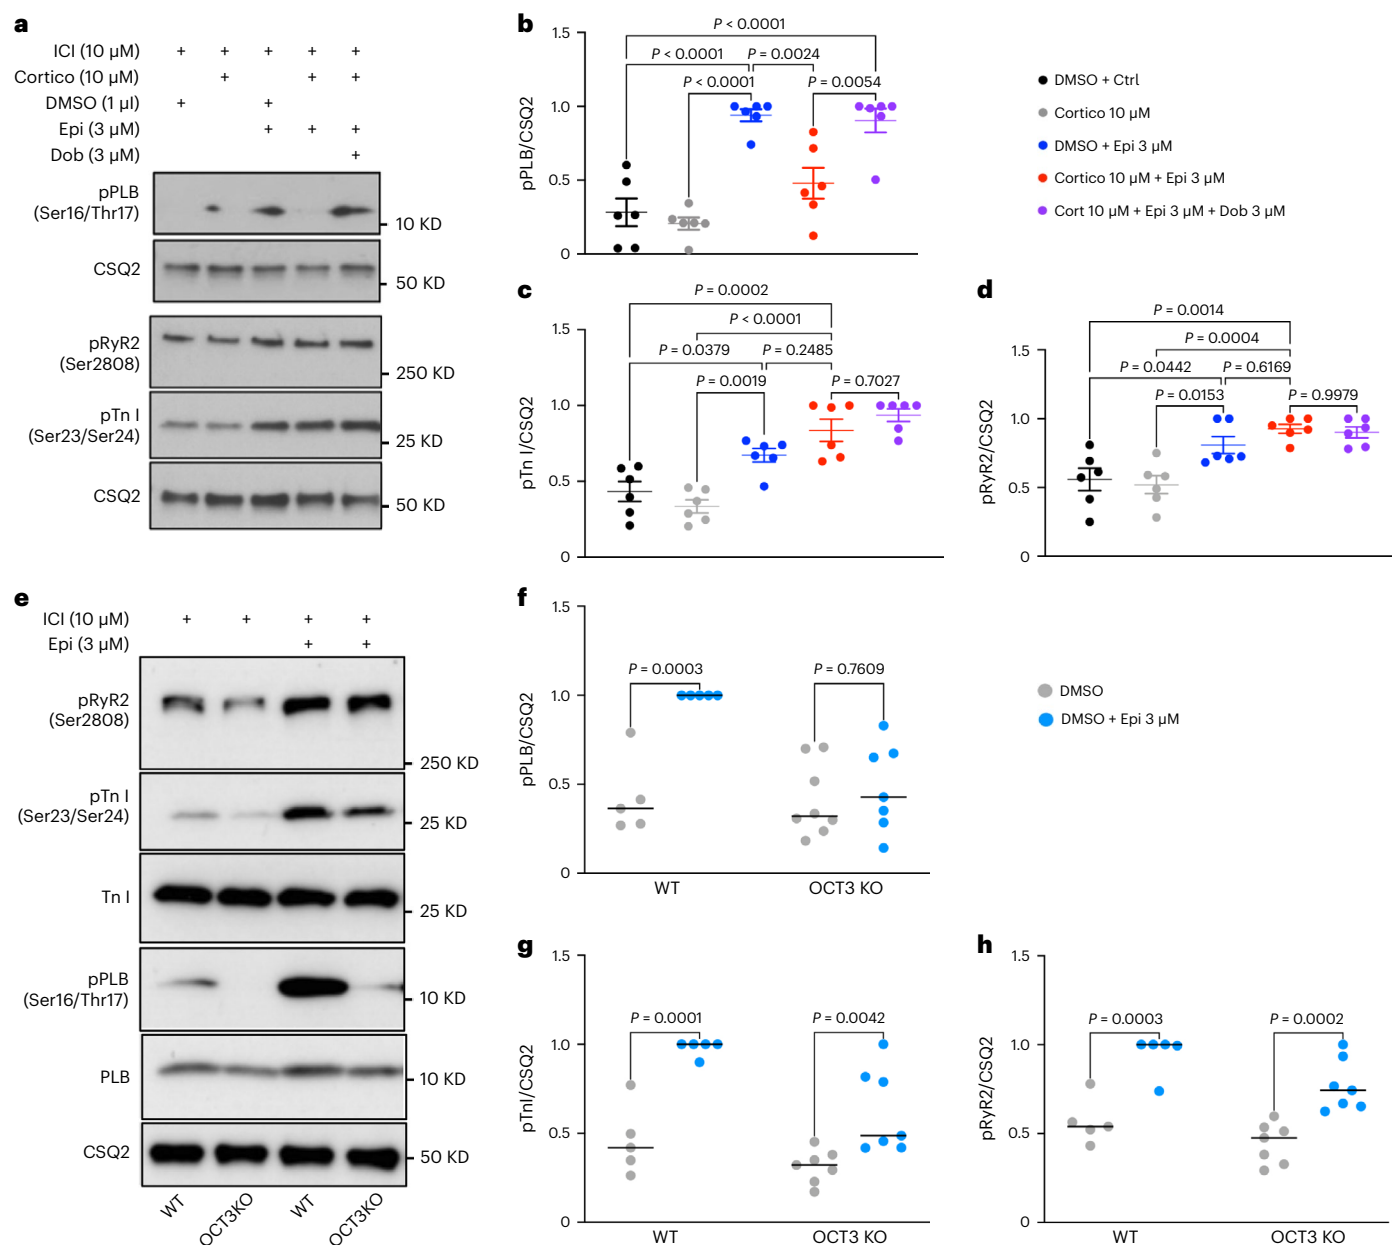 a
ICI (10 µM) + + + + +
Cortico (10 µM) + + +
DMSO (1 µl) + +
Epi (3 µM) + + +
Dob (3 µM) +
pPLB
(Ser16/Thr17)
10 KD
CSQ2
50 KD
pRyR2
(Ser2808)
250 KD
pTn I
(Ser23/Ser24)
25 KD
CSQ2
50 KD
b
P < 0.0001
P < 0.0001
P = 0.0024
P < 0.0001
P = 0.0054
1.5
1.0
0.5
0
pPLB/CSQ2
DMSO + Ctrl
Cortico 10 µM
DMSO + Epi 3 µM
Cortico 10 µM + Epi 3 µM
Cort 10 µM + Epi 3 µM + Dob 3 µM
c
P = 0.0002
P < 0.0001
P = 0.0379
P = 0.2485
P = 0.0019
P = 0.7027
1.5
1.0
0.5
0
pTn I/CSQ2
d
P = 0.0014
P = 0.0004
P = 0.0442
P = 0.6169
P = 0.0153
P = 0.9979
1.5
1.0
0.5
0
pRyR2/CSQ2
e
ICI (10 µM) + + + +
Epi (3 µM) + +
pRyR2
(Ser2808)
250 KD
pTn I
(Ser23/Ser24)
25 KD
Tn I
25 KD
pPLB
(Ser16/Thr17)
10 KD
PLB
10 KD
CSQ2
50 KD
WT OCT3KO WT OCT3KO
f
P = 0.0003
P = 0.7609
1.5
1.0
0.5
0
pPLB/CSQ2
WT OCT3 KO
DMSO
DMSO + Epi 3 µM
g
P = 0.0001
P = 0.0042
1.5
1.0
0.5
0
pTnI/CSQ2
WT OCT3 KO
h
P = 0.0003
P = 0.0002
1.5
1.0
0.5
0
pRyR2/CSQ2
WT OCT3 KO